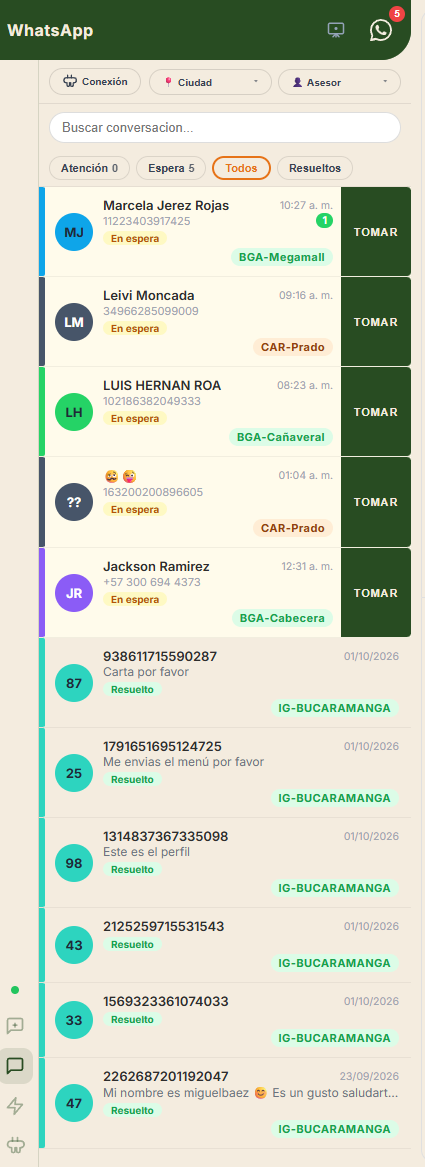 WhatsApp
5
Conexión
Ciudad
Asesor
Buscar conversacion...
Atención 0
Espera 5
Todos
Resueltos
MJ
Marcela Jerez Rojas
10:27 a. m.
11223403917425
1
En espera
BGA-Megamall
TOMAR
LM
Leivi Moncada
09:16 a. m.
34966285099009
En espera
CAR-Prado
TOMAR
LH
LUIS HERNAN ROA
08:23 a. m.
102186382049333
En espera
BGA-Cañaveral
TOMAR
??
🥴 🤪
01:04 a. m.
163200200896605
En espera
CAR-Prado
TOMAR
JR
Jackson Ramirez
12:31 a. m.
+57 300 694 4373
En espera
BGA-Cabecera
TOMAR
87
938611715590287
01/10/2026
Carta por favor
Resuelto
IG-BUCARAMANGA
25
1791651695124725
01/10/2026
Me envias el menú por favor
Resuelto
IG-BUCARAMANGA
98
1314837367335098
01/10/2026
Este es el perfil
Resuelto
IG-BUCARAMANGA
43
2125259715531543
01/10/2026
Resuelto
IG-BUCARAMANGA
33
1569323361074033
01/10/2026
Resuelto
IG-BUCARAMANGA
47
2262687201192047
23/09/2026
Mi nombre es miguelbaez 😊 Es un gusto saludart...
Resuelto
IG-BUCARAMANGA